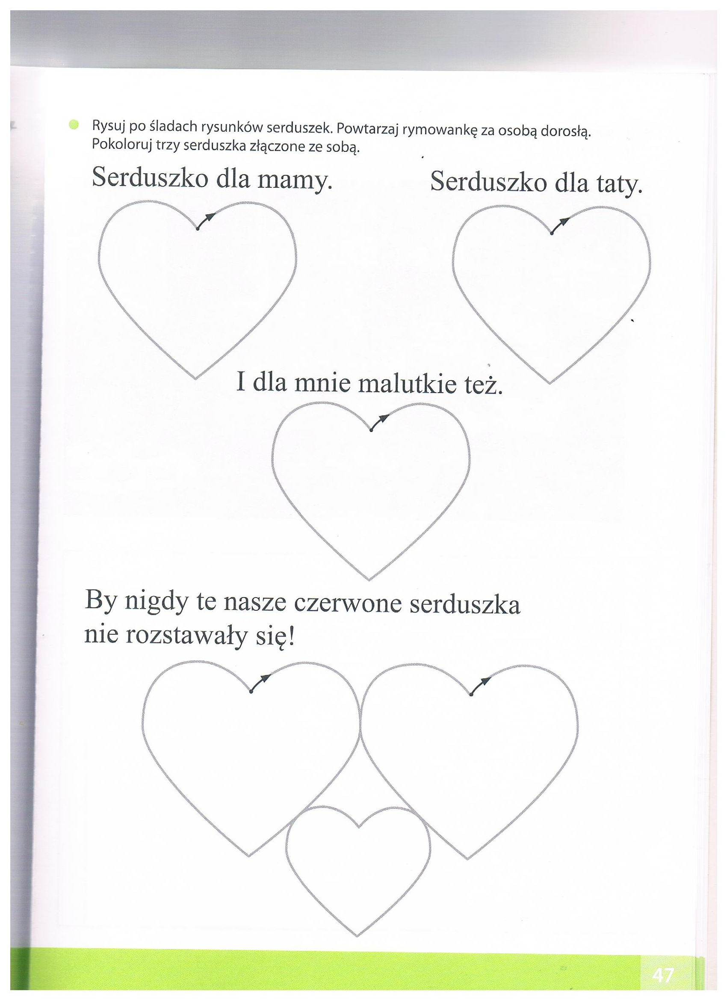 Rysuj po śladach rysunków serduszek. Powtarzaj rymowankę za osobą dorosłą.
Pokoloruj trzy serduszka złączone ze sobą.
Serduszko dla mamy.
Serduszko dla taty.
I dla mnie malutkie też.
By nigdy te nasze czerwone serduszka
nie rozstawały się!
47